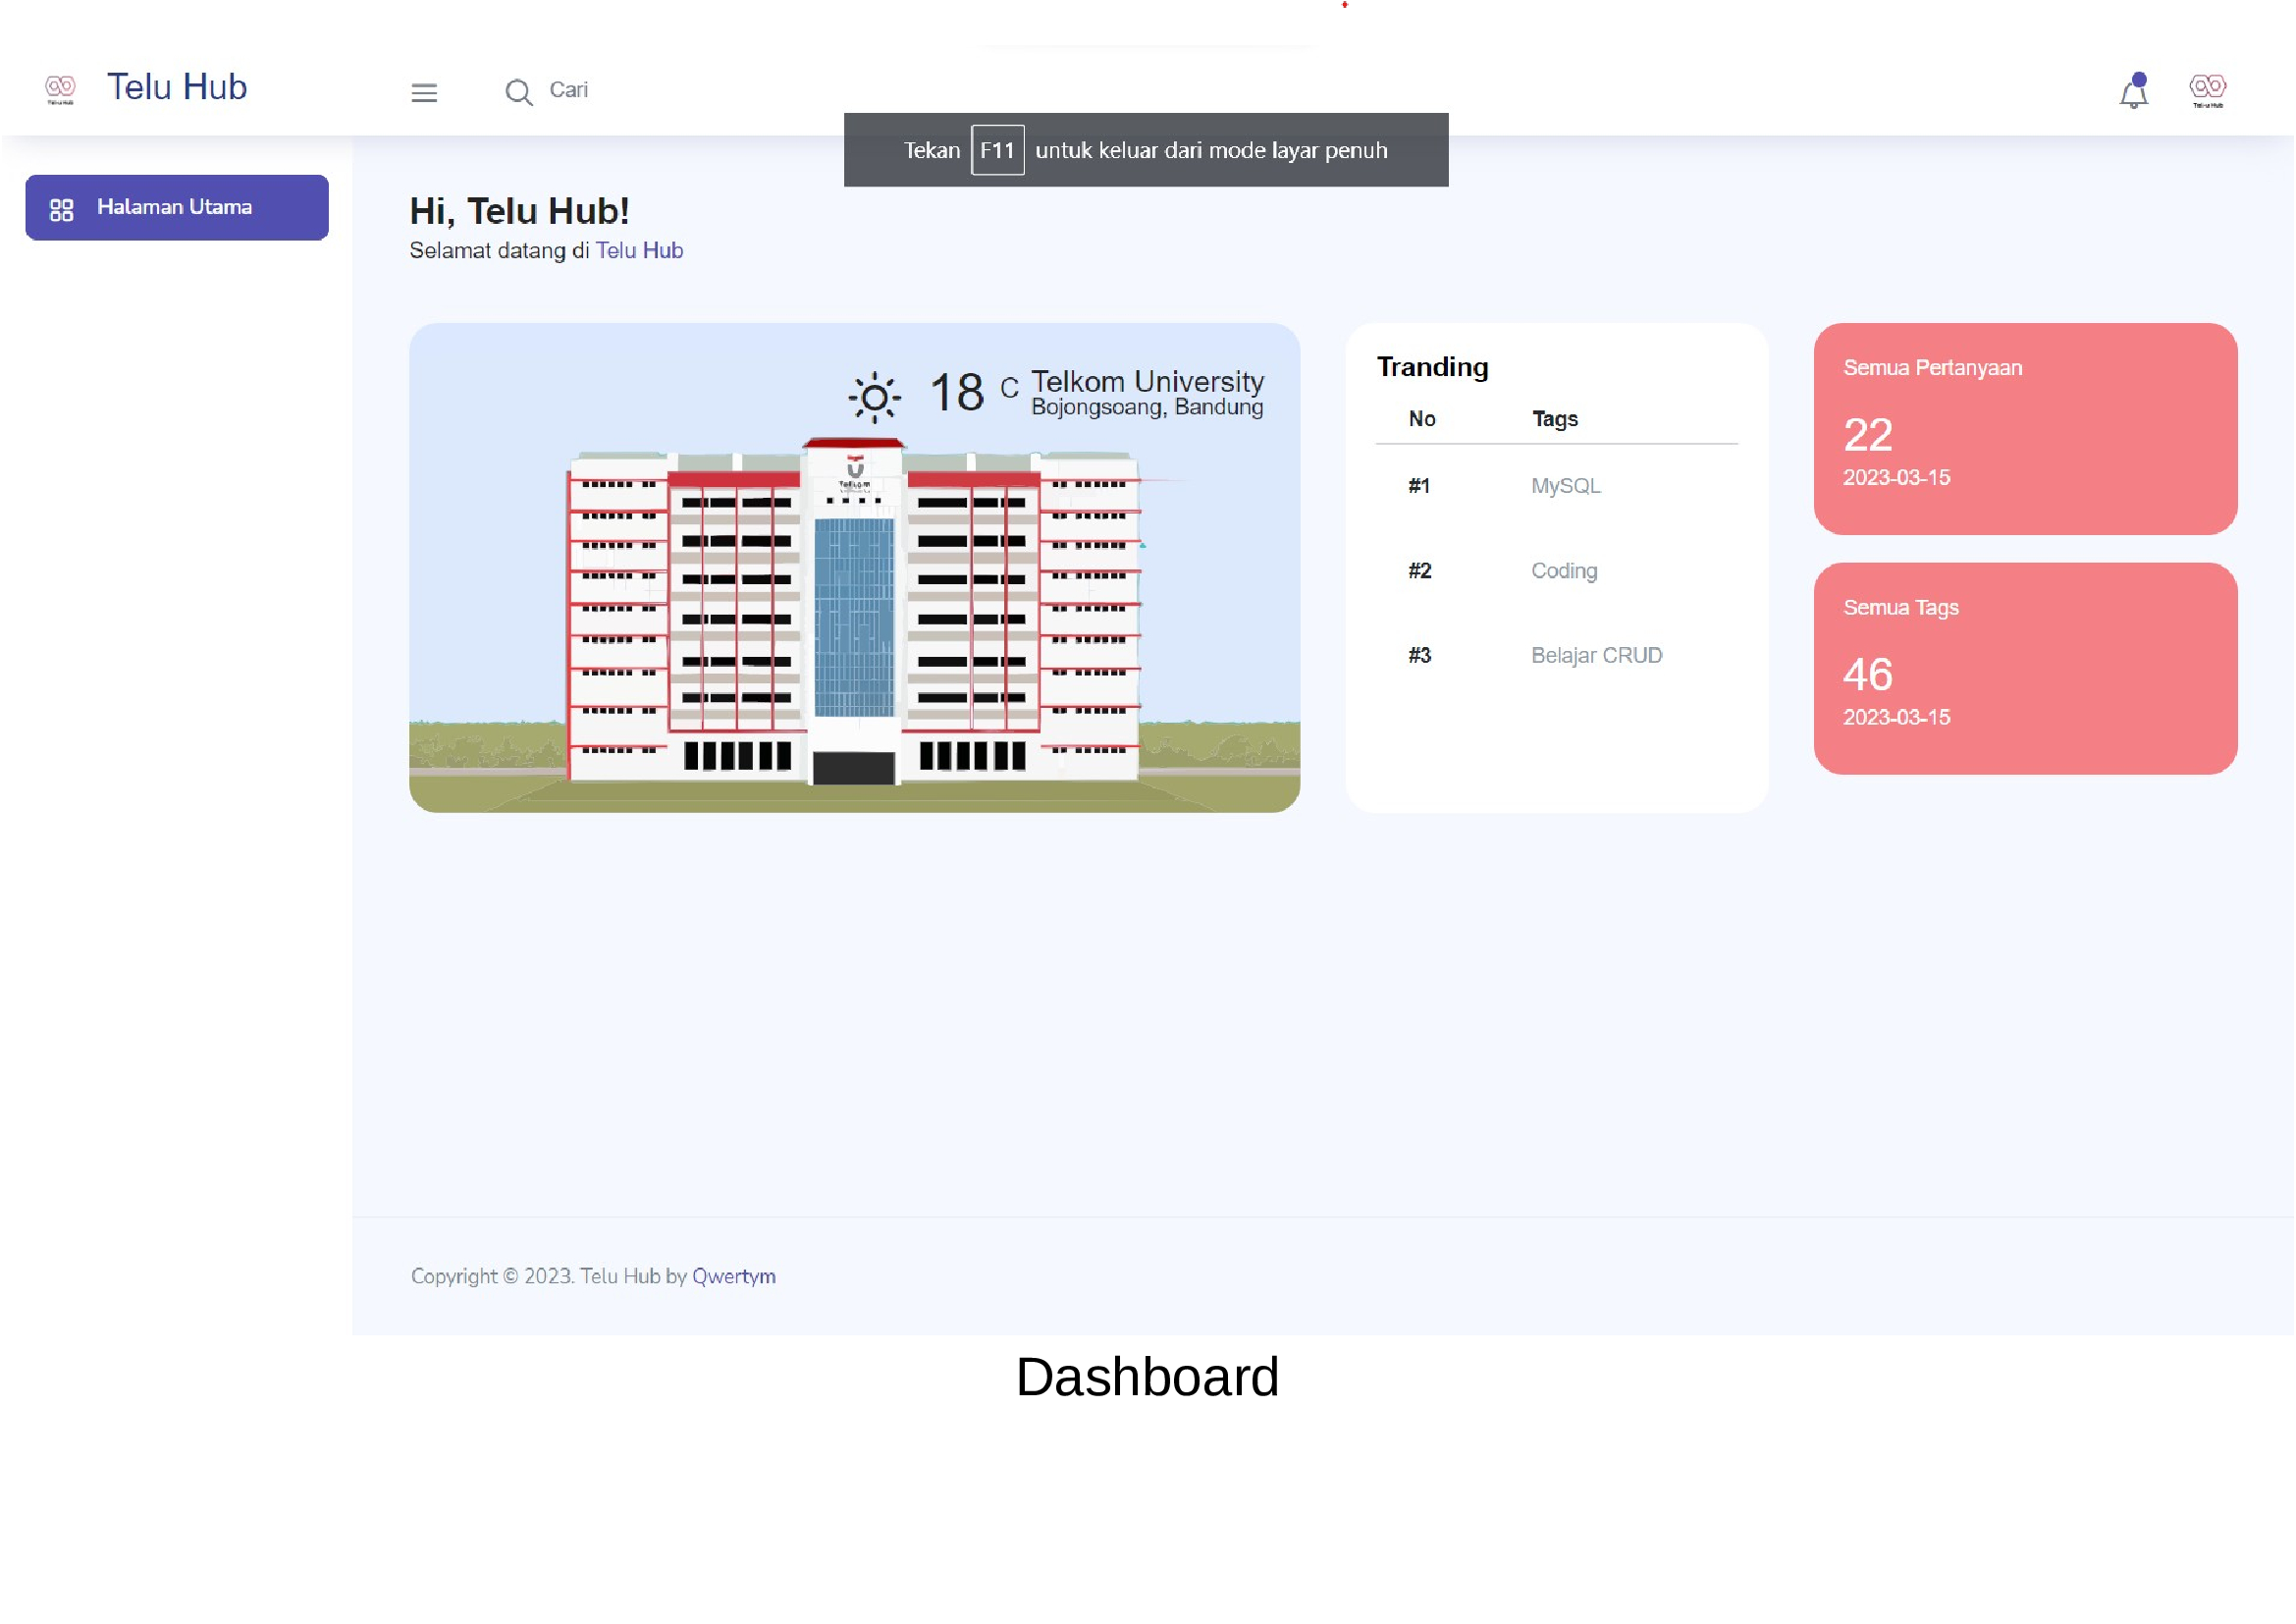 Telu Hub
Cari
Tekan F11 untuk keluar dari mode layar penuh
Halaman Utama
Hi, Telu Hub!
Selamat datang di Telu Hub
18 C Telkom University
Bojongsoang, Bandung
Telkom
Tranding
No Tags
#1 MySQL
#2 Coding
#3 Belajar CRUD
Semua Pertanyaan
22
2023-03-15
Semua Tags
46
2023-03-15
Copyright © 2023. Telu Hub by Qwertym
Dashboard